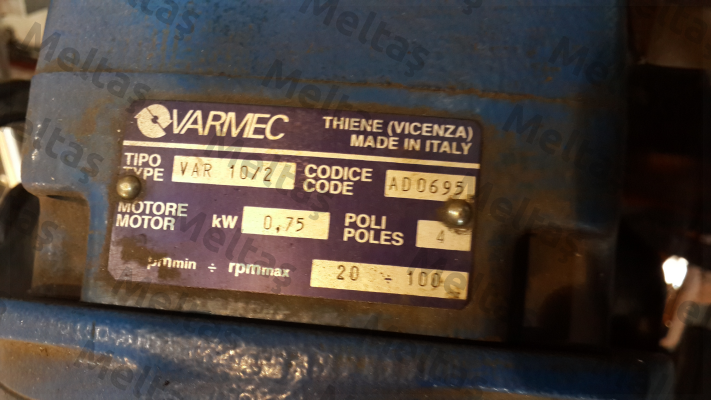 VARMEC
THIENE (VICENZA)
MADE IN ITALY
TIPO
TYPE
VAR 10/2
CODICE
CODE
AD0695
MOTORE
MOTOR
kW
0,75
POLI
POLES
4
rpmmin ÷ rpmmax
20 ÷ 100
Meltaş